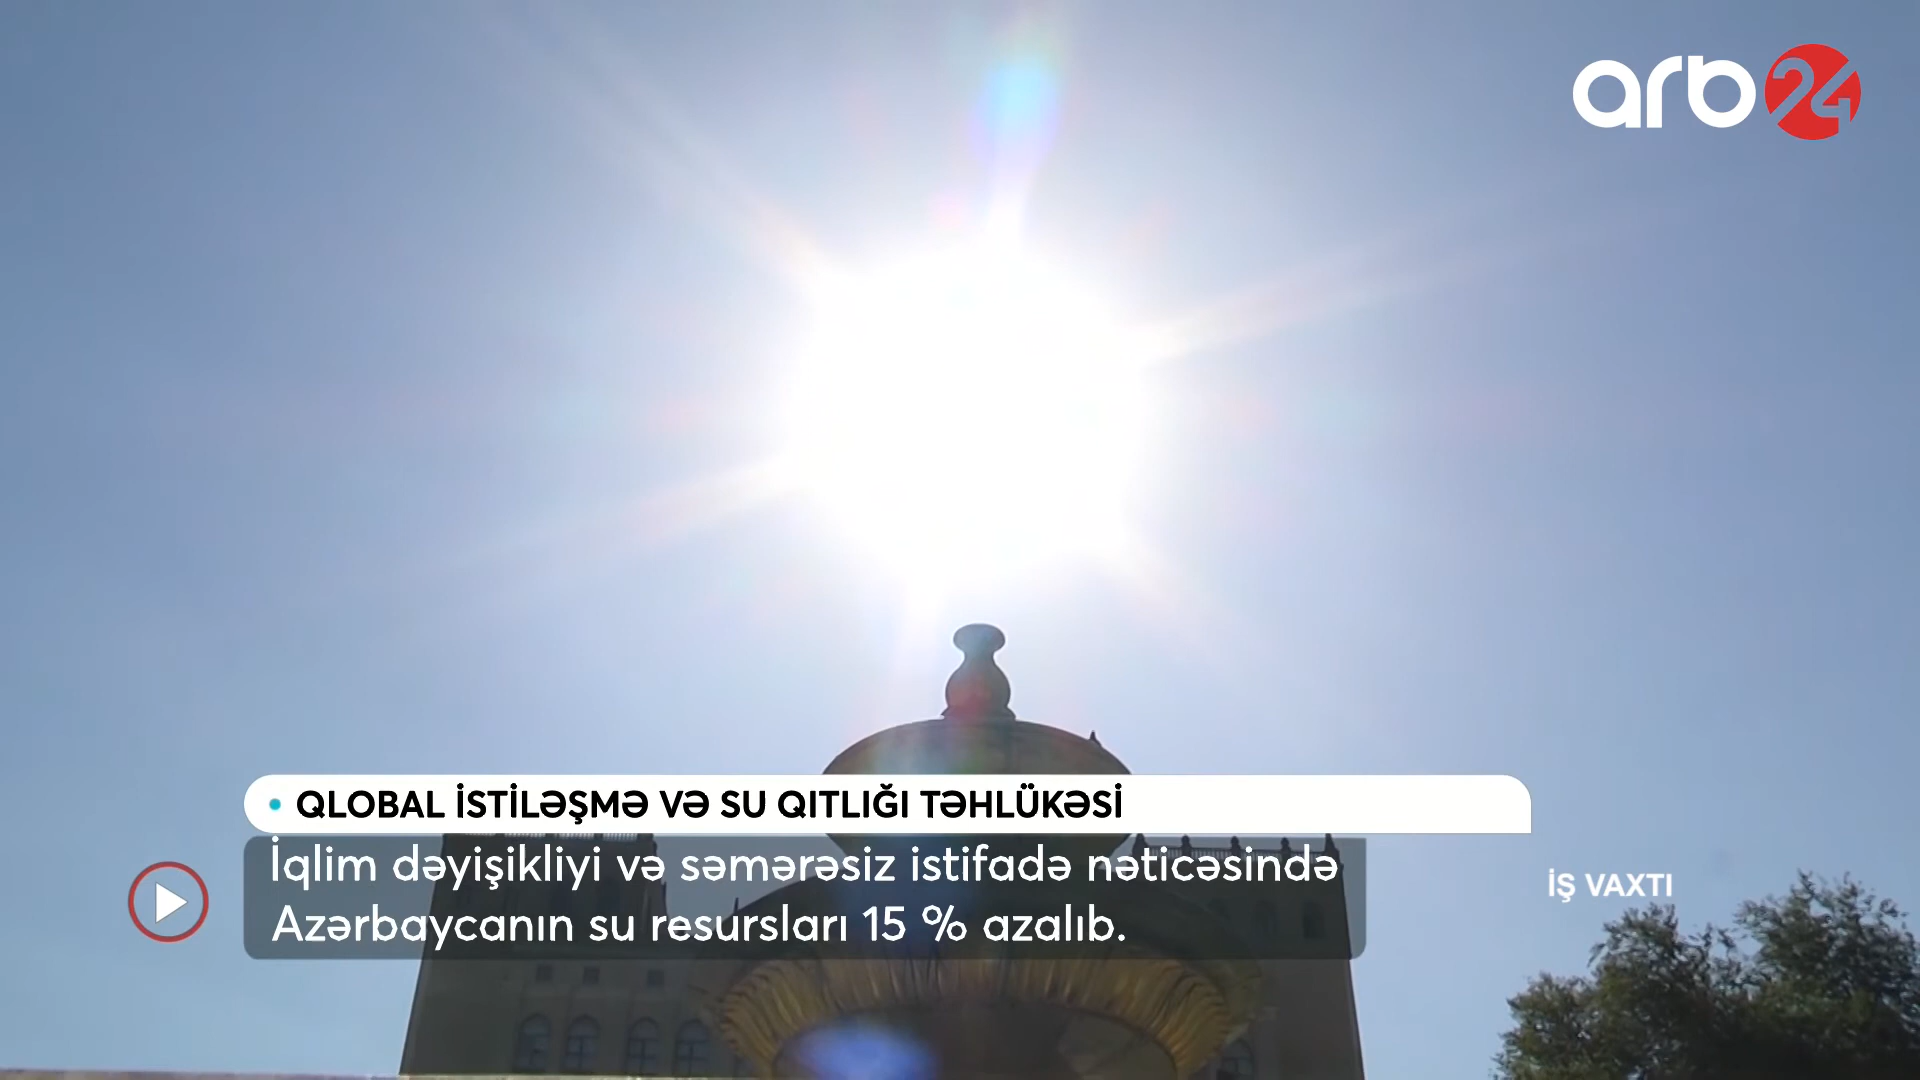 arb24
QLOBAL İSTİLƏŞMƏ VƏ SU QITLIĞI TƏHLÜKƏSİ
İqlim dəyişikliyi və səmərəsiz istifadə nəticəsində
Azərbaycanın su resursları 15 % azalıb.
İŞ VAXTI